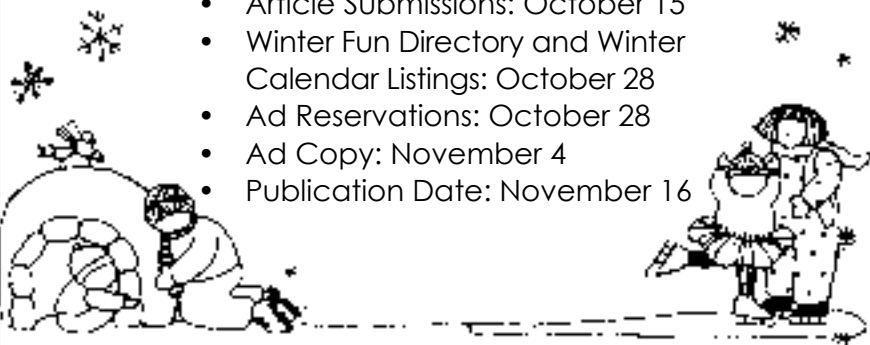 • Article Submissions: October 15
• Winter Fun Directory and Winter
Calendar Listings: October 28
• Ad Reservations: October 28
• Ad Copy: November 4
• Publication Date: November 16